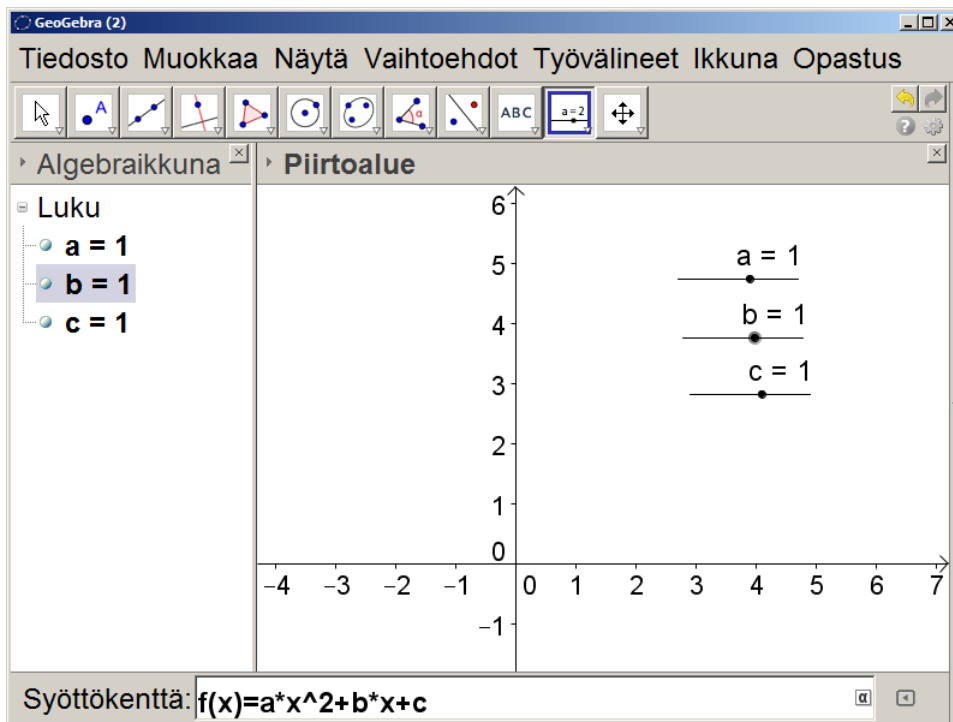 GeoGebra (2)
Tiedosto Muokkaa Näytä Vaihtoehdot Työvälineet Ikkuna Opastus
A α ABC a=2
Algebraikkuna
Piirtoalue
Luku
a = 1
b = 1
c = 1
6
5
4
3
2
1
0
−1
a = 1
b = 1
c = 1
−4 −3 −2 −1 0 1 2 3 4 5 6 7
Syöttökenttä: f(x)=a*x^2+b*x+c α